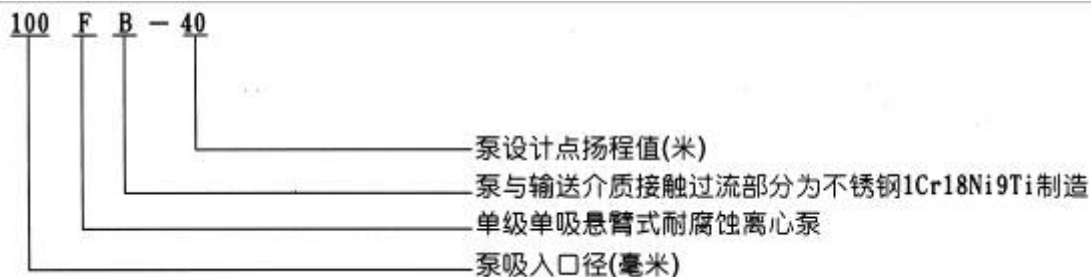 100 F B - 40
泵设计点扬程值(米)
泵与输送介质接触过流部分为不锈钢1Cr18Ni9Ti制造
单级单吸悬臂式耐腐蚀离心泵
泵吸入口径(毫米)